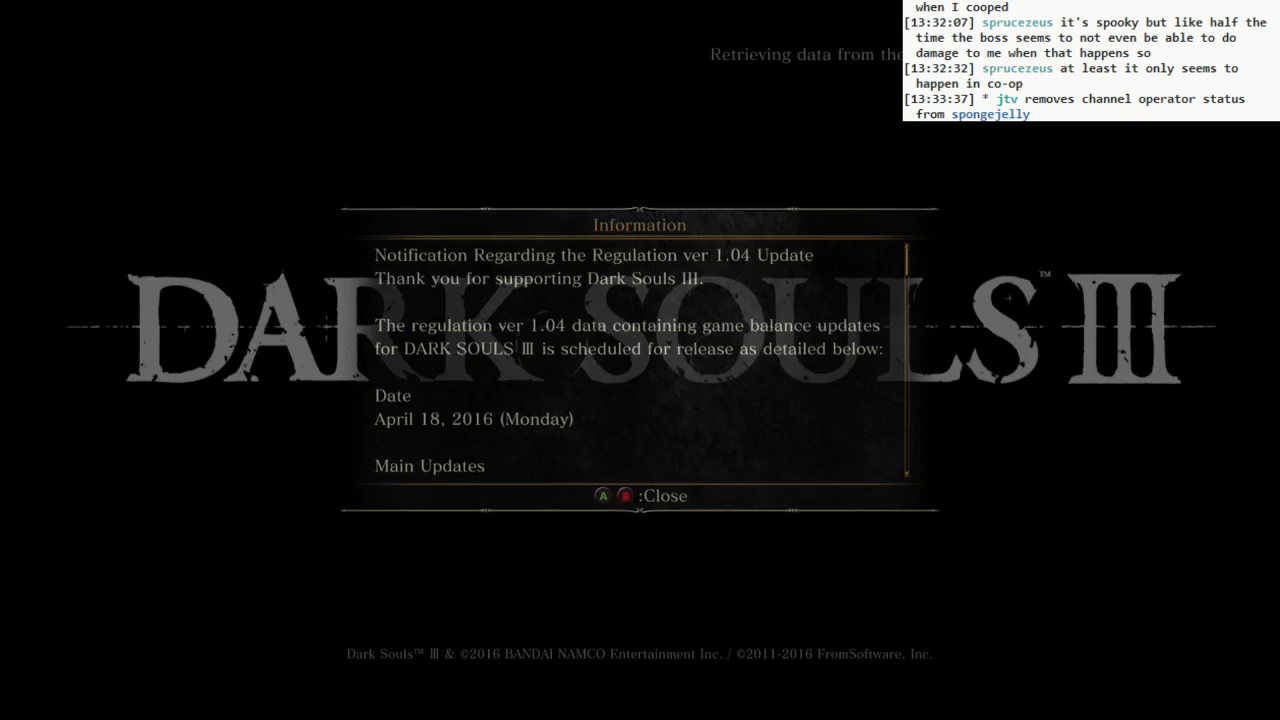 when I cooped
[13:32:07] sprucezeus it's spooky but like half the
time the boss seems to not even be able to do
damage to me when that happens so
[13:32:32] sprucezeus at least it only seems to
happen in co-op
[13:33:37] * jtv removes channel operator status
from spongejelly
Retrieving data from the
DARK SOULS III™
Information
Notification Regarding the Regulation ver 1.04 Update
Thank you for supporting Dark Souls III.
The regulation ver 1.04 data containing game balance updates
for DARK SOULS Ⅲ is scheduled for release as detailed below:
Date
April 18, 2016 (Monday)
Main Updates
A B :Close
Dark Souls™ Ⅲ & ©2016 BANDAI NAMCO Entertainment Inc. / ©2011-2016 FromSoftware, Inc.